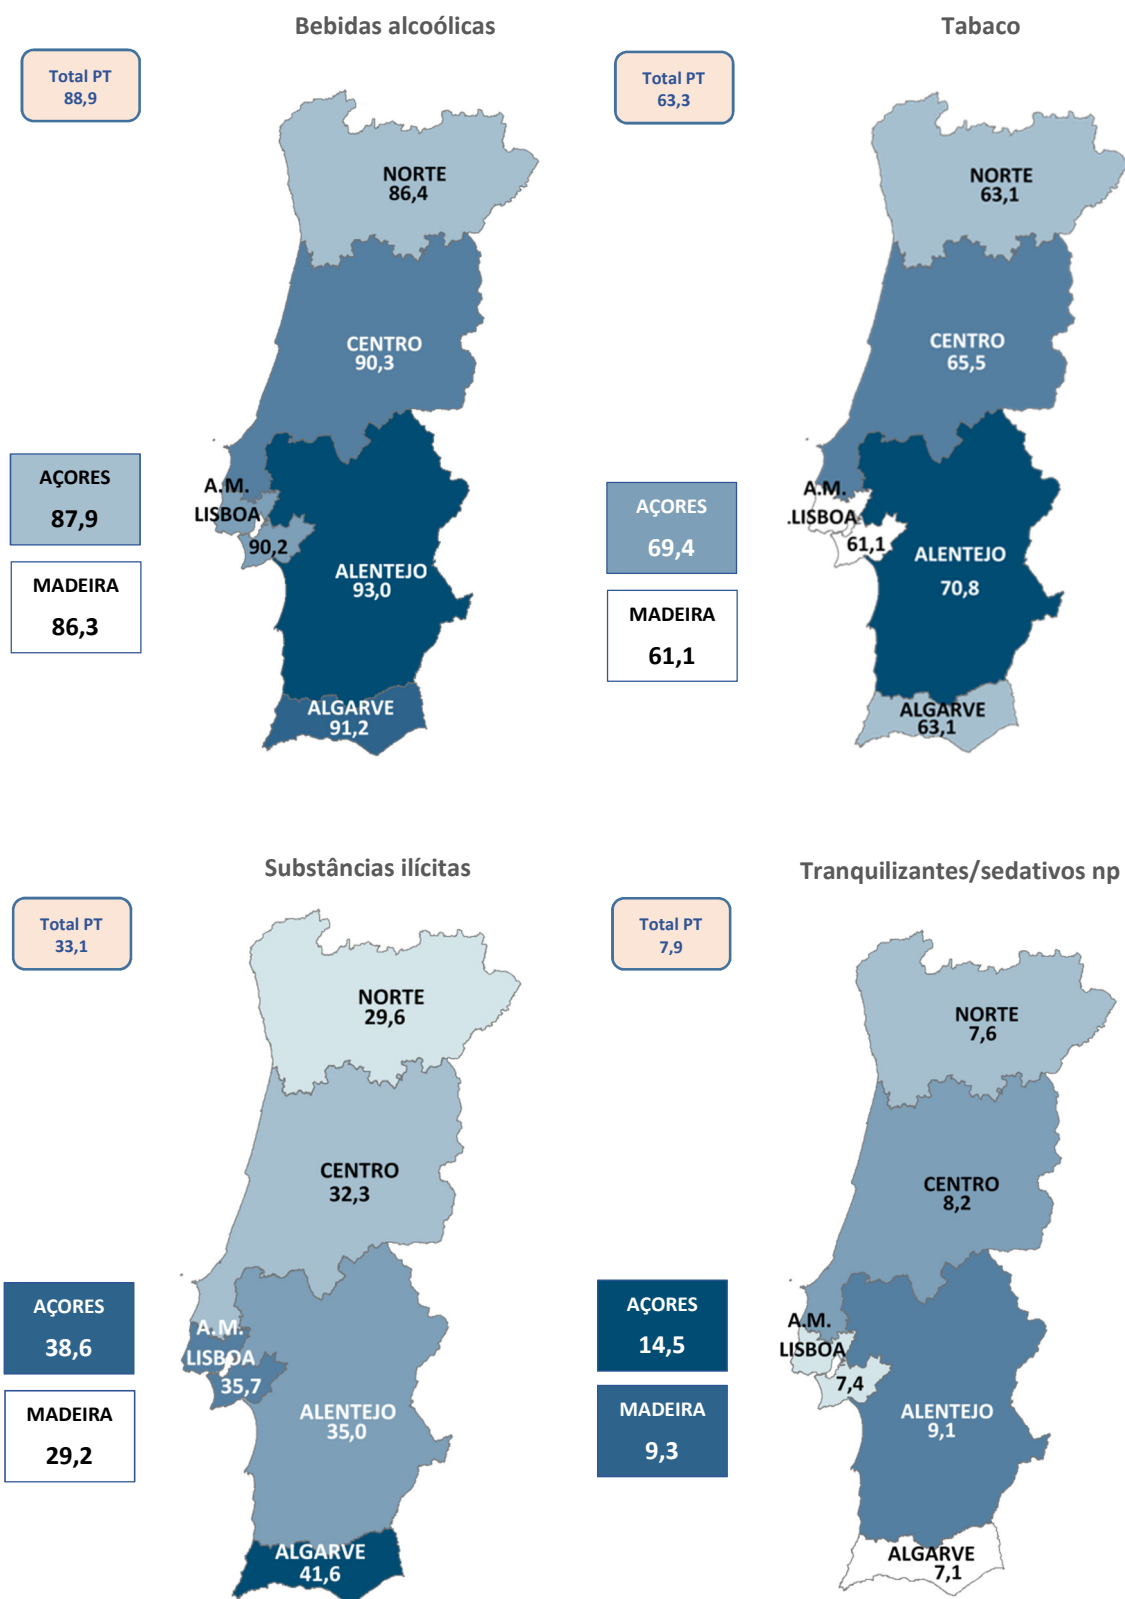 Bebidas alcoólicas
Total PT
88,9
NORTE
86,4
CENTRO
90,3
AÇORES
87,9
A.M.
LISBOA
90,2
MADEIRA
86,3
ALENTEJO
93,0
ALGARVE
91,2
Tabaco
Total PT
63,3
NORTE
63,1
CENTRO
65,5
AÇORES
69,4
A.M.
.LISBOA
61,1
MADEIRA
61,1
ALENTEJO
70,8
ALGARVE
63,1
Substâncias ilícitas
Total PT
33,1
NORTE
29,6
CENTRO
32,3
AÇORES
38,6
A.M.
LISBOA
35,7
MADEIRA
29,2
ALENTEJO
35,0
ALGARVE
41,6
Tranquilizantes/sedativos np
Total PT
7,9
NORTE
7,6
CENTRO
8,2
AÇORES
14,5
A.M.
LISBOA
7,4
MADEIRA
9,3
ALENTEJO
9,1
ALGARVE
7,1